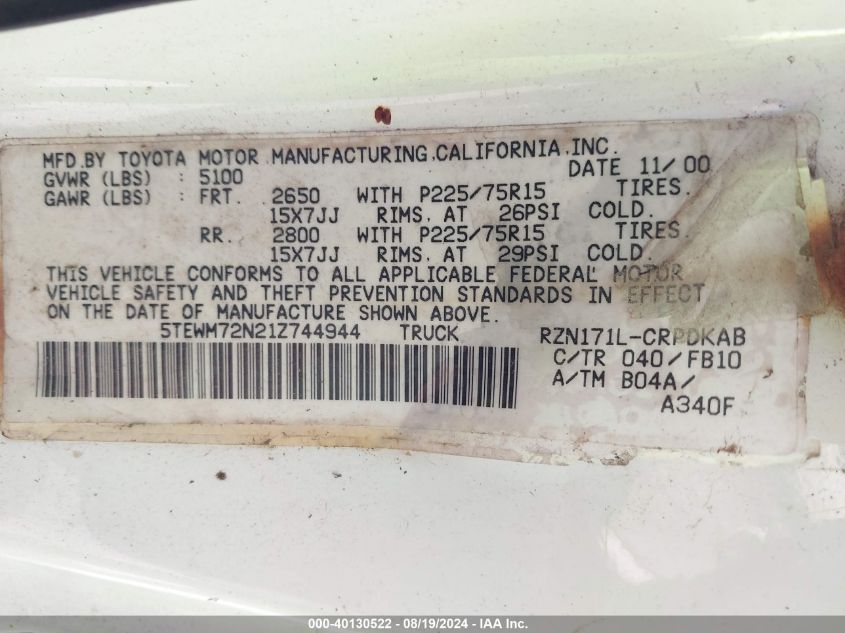 MFD.BY TOYOTA MOTOR MANUFACTURING.CALIFORNIA.INC.
DATE 11/00
GVWR (LBS) : 5100
GAWR (LBS) : FRT. 2650 WITH P225/75R15 TIRES.
15X7JJ RIMS. AT 26PSI COLD.
RR. 2800 WITH P225/75R15 TIRES.
15X7JJ RIMS. AT 29PSI COLD.
THIS VEHICLE CONFORMS TO ALL APPLICABLE FEDERAL MOTOR
VEHICLE SAFETY AND THEFT PREVENTION STANDARDS IN EFFECT
ON THE DATE OF MANUFACTURE SHOWN ABOVE.
5TEWM72N21Z744944 TRUCK RZN171L-CRPDKAB
C/TR 040/FB10
A/TM B04A/
A340F
000-40130522 - 08/19/2024 - IAA Inc.